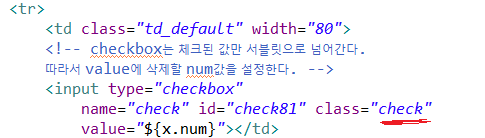 <tr>
<td class="td_default" width="80">
<!-- checkbox는 체크된 값만 서블릿으로 넘어간다.
따라서 value에 삭제할 num값을 설정한다. -->
<input type="checkbox"
name="check" id="check81" class="check"
value="${x.num}"></td>